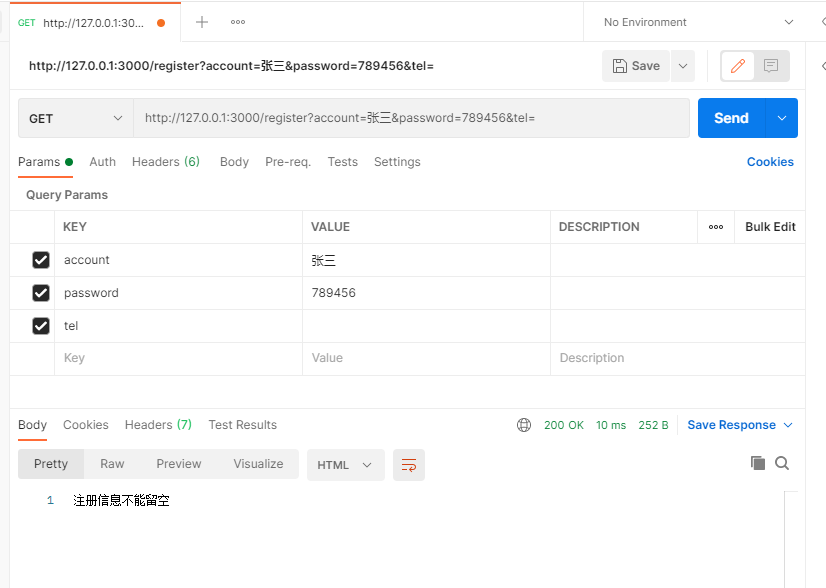 GET http://127.0.0.1:30...
No Environment
http://127.0.0.1:3000/register?account=张三&password=789456&tel=
Save
GET http://127.0.0.1:3000/register?account=张三&password=789456&tel= Send
Params Auth Headers (6) Body Pre-req. Tests Settings Cookies
Query Params
KEY VALUE DESCRIPTION Bulk Edit
account 张三
password 789456
tel
Key Value Description
Body Cookies Headers (7) Test Results 200 OK 10 ms 252 B Save Response
Pretty Raw Preview Visualize HTML
1 注册信息不能留空